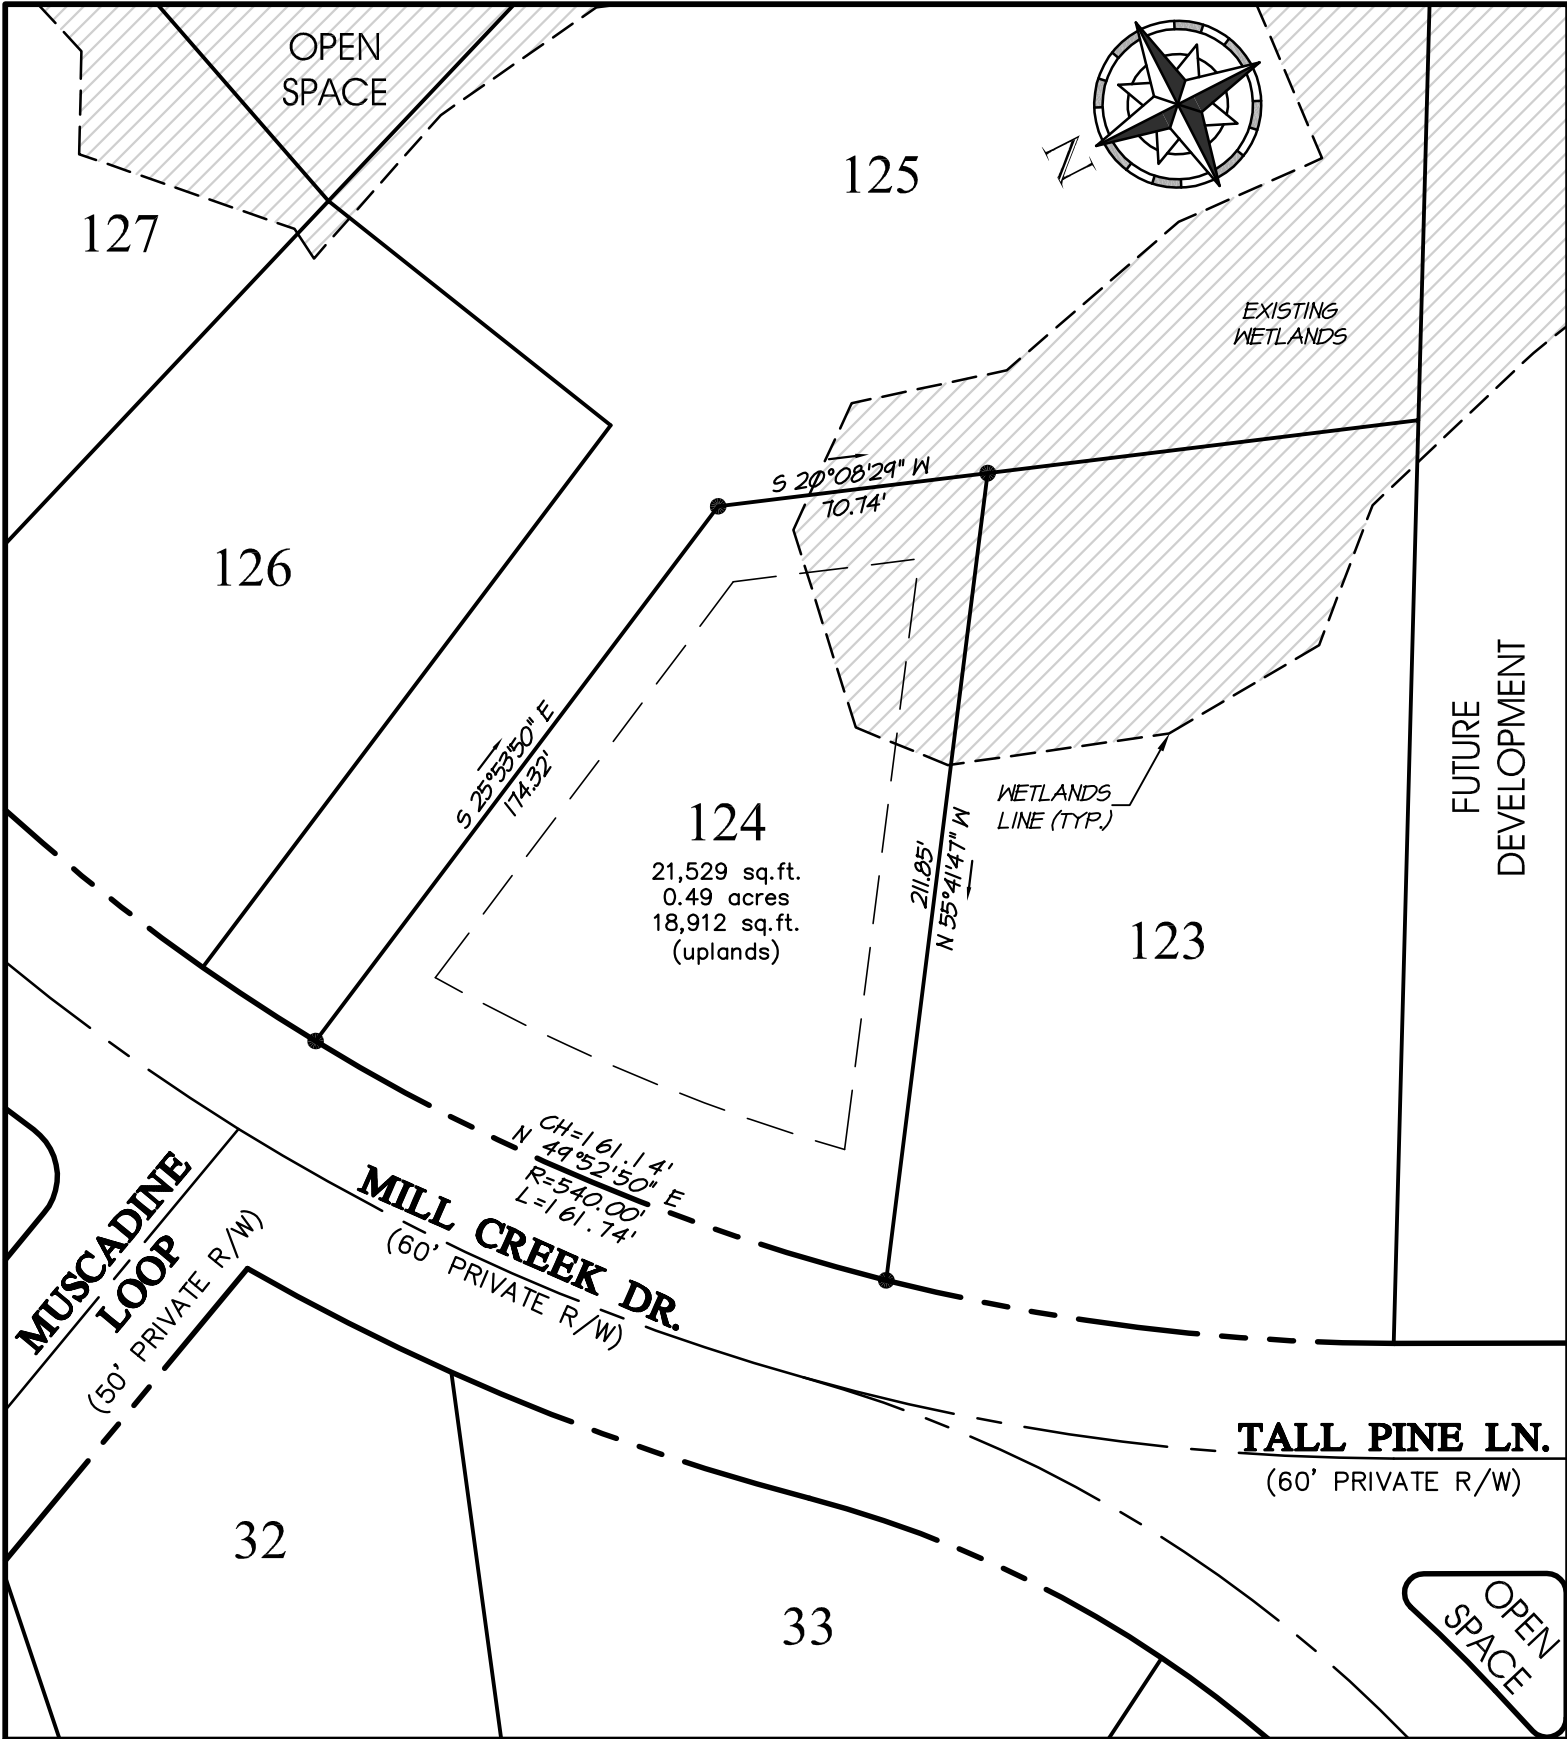 OPEN
SPACE
125
N
127
EXISTING
WETLANDS
S 20°08'29" W
70.74'
126
S 25°53'50" E
174.32'
124
21,529 sq.ft.
0.49 acres
18,912 sq.ft.
(uplands)
211.85'
N 55°41'47" W
WETLANDS
LINE (TYP.)
123
FUTURE
DEVELOPMENT
CH=161.14'
N 49°52'50" E
R=540.00'
L=161.74'
MUSCADINE
LOOP
(50' PRIVATE R/W)
MILL CREEK DR.
(60' PRIVATE R/W)
TALL PINE LN.
(60' PRIVATE R/W)
32
33
OPEN
SPACE